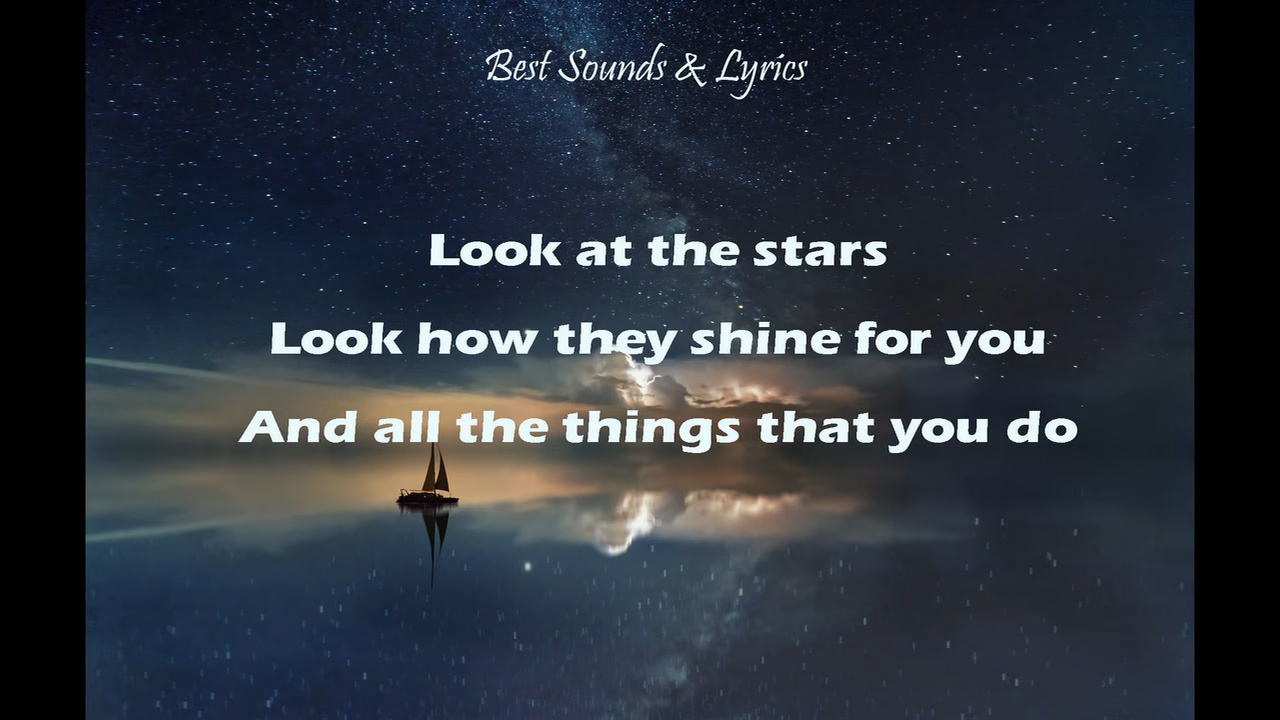 Best Sounds & Lyrics
Look at the stars
Look how they shine for you
And all the things that you do